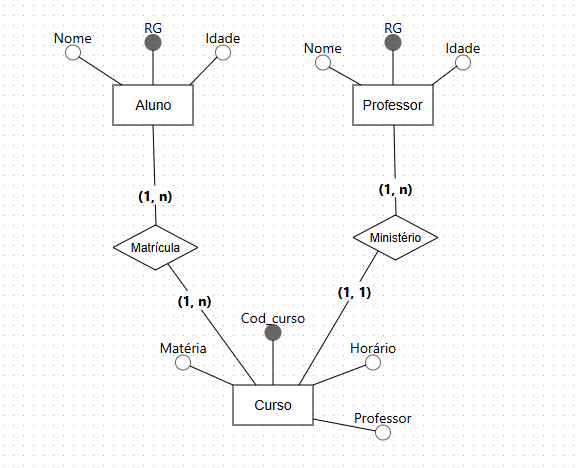 RG
RG
Nome
Idade
Nome
Idade
Aluno
Professor
(1, n)
(1, n)
Matrícula
Ministério
(1, n)
(1, 1)
Cod_curso
Matéria
Horário
Curso
Professor